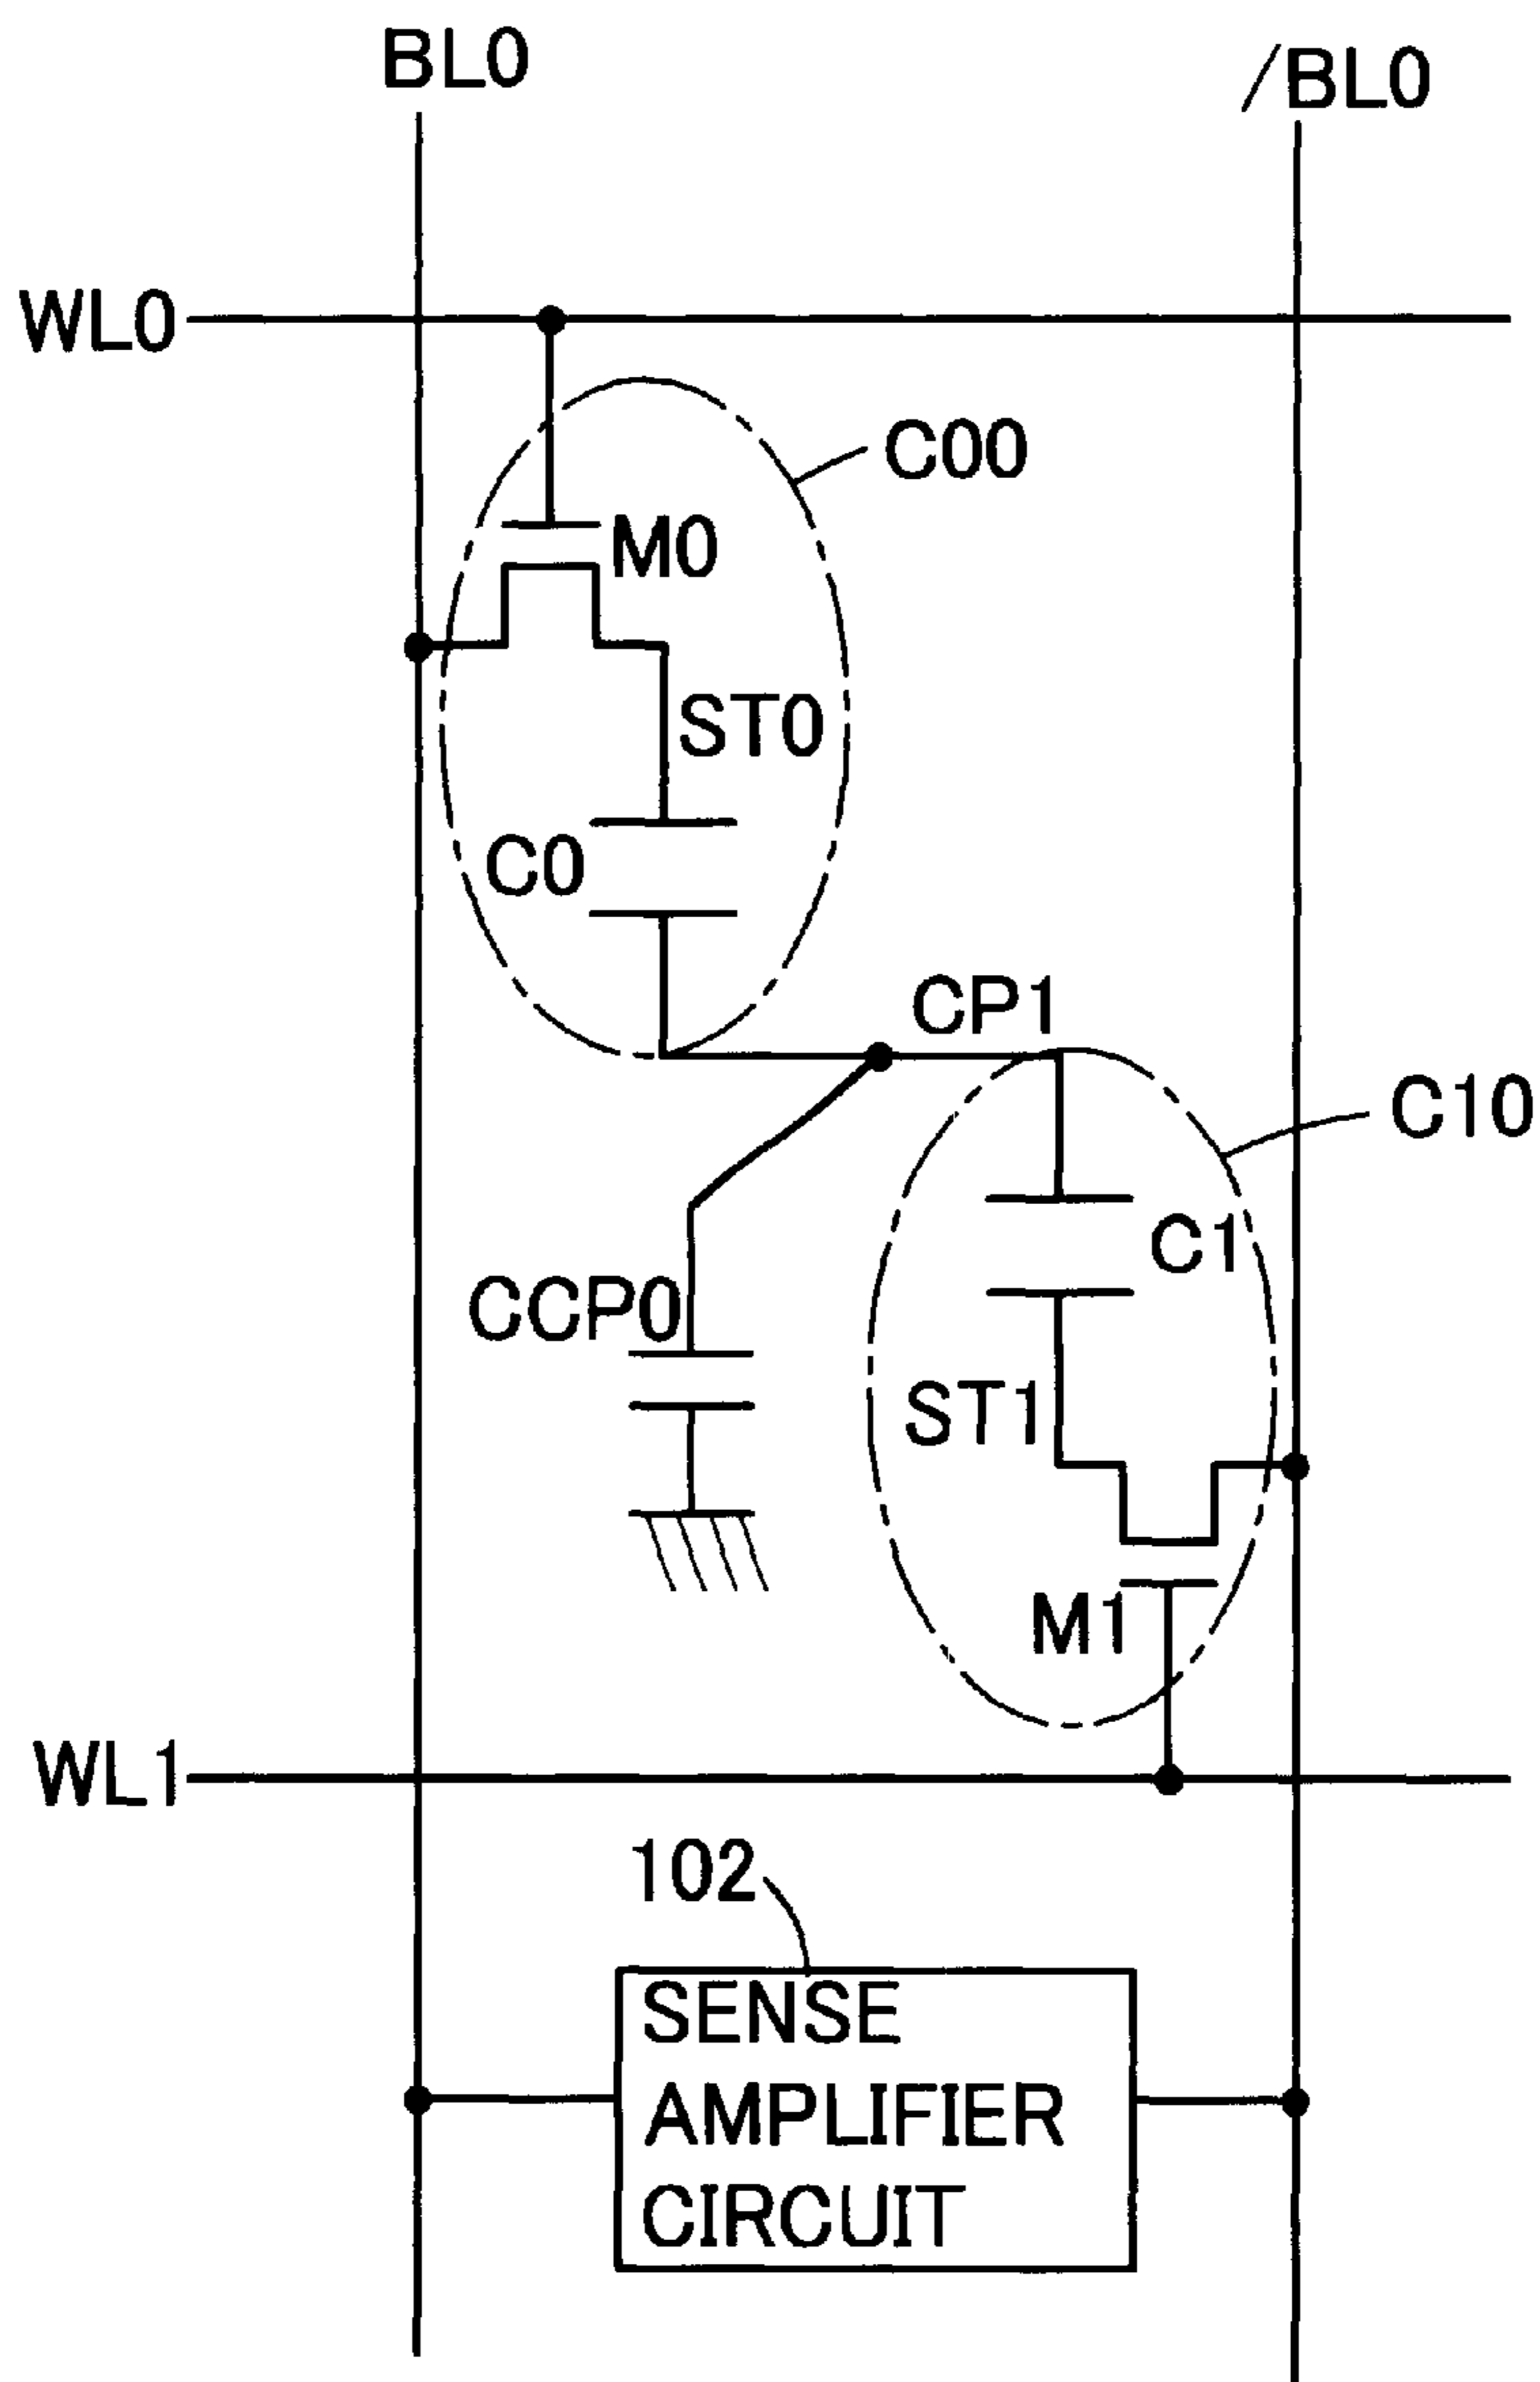 BL0
/BL0
WL0
C00
M0
ST0
C0
CP1
C10
C1
CCP0
ST1
M1
WL1
102
SENSE
AMPLIFIER
CIRCUIT